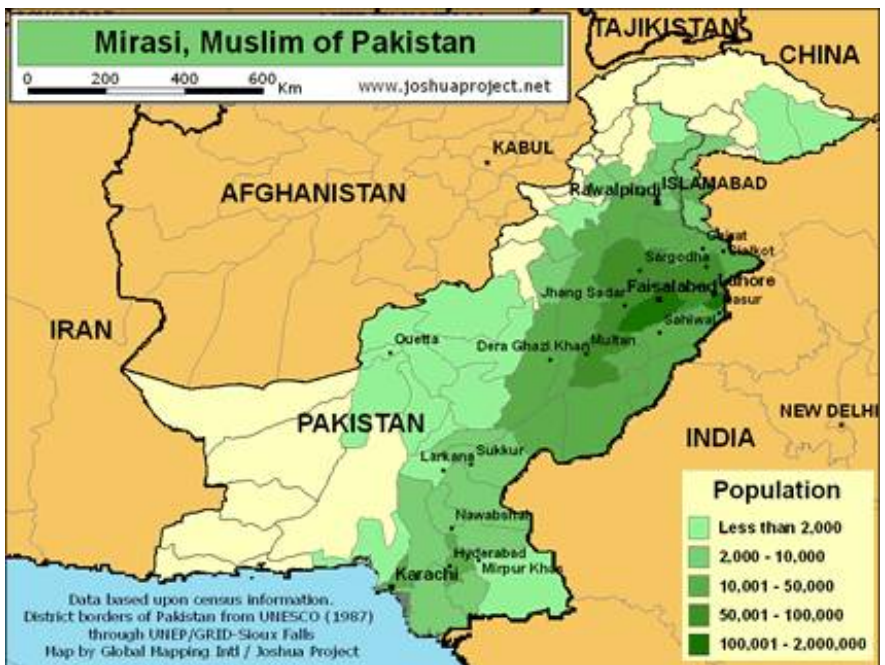 Mirasi, Muslim of Pakistan
0 200 400 600 Km
www.joshuaproject.net
TAJIKISTAN
CHINA
KABUL
AFGHANISTAN
Rawalpindi
ISLAMABAD
Gujrat
Sialkot
Sargodha
Faisalabad
Lahore
Jhang Sadar
Kasur
Sahiwal
IRAN
Quetta
Dera Ghazi Khan
Multan
PAKISTAN
NEW DELHI
INDIA
Larkana
Sukkur
Nawabshah
Hyderabad
Karachi
Mirpur Khas
Population
Less than 2,000
2,000 - 10,000
10,001 - 50,000
50,001 - 100,000
100,001 - 2,000,000
Data based upon census information.
District borders of Pakistan from UNESCO (1987)
through UNEP/GRID-Sioux Falls
Map by Global Mapping Intl / Joshua Project